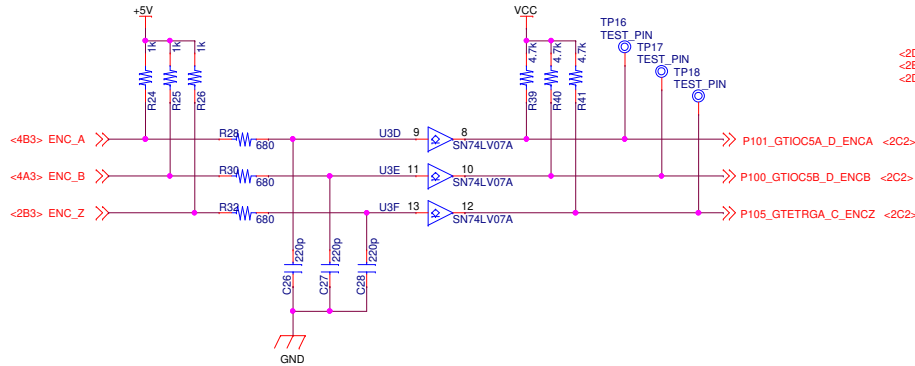 +5V
VCC
TP16
TEST_PIN
TP17
TEST_PIN
TP18
TEST_PIN
1k
1k
1k
4.7k
4.7k
4.7k
R24
R25
R26
R39
R40
R41
<4B3> ENC_A
R28
680
U3D
9
8
SN74LV07A
P101_GTIOC5A_D_ENCA <2C2>
<4A3> ENC_B
R30
680
U3E
11
10
SN74LV07A
P100_GTIOC5B_D_ENCB <2C2>
<2B3> ENC_Z
R32
680
U3F
13
12
SN74LV07A
P105_GTETRGA_C_ENCZ <2C2>
220p
220p
220p
C26
C27
C28
GND